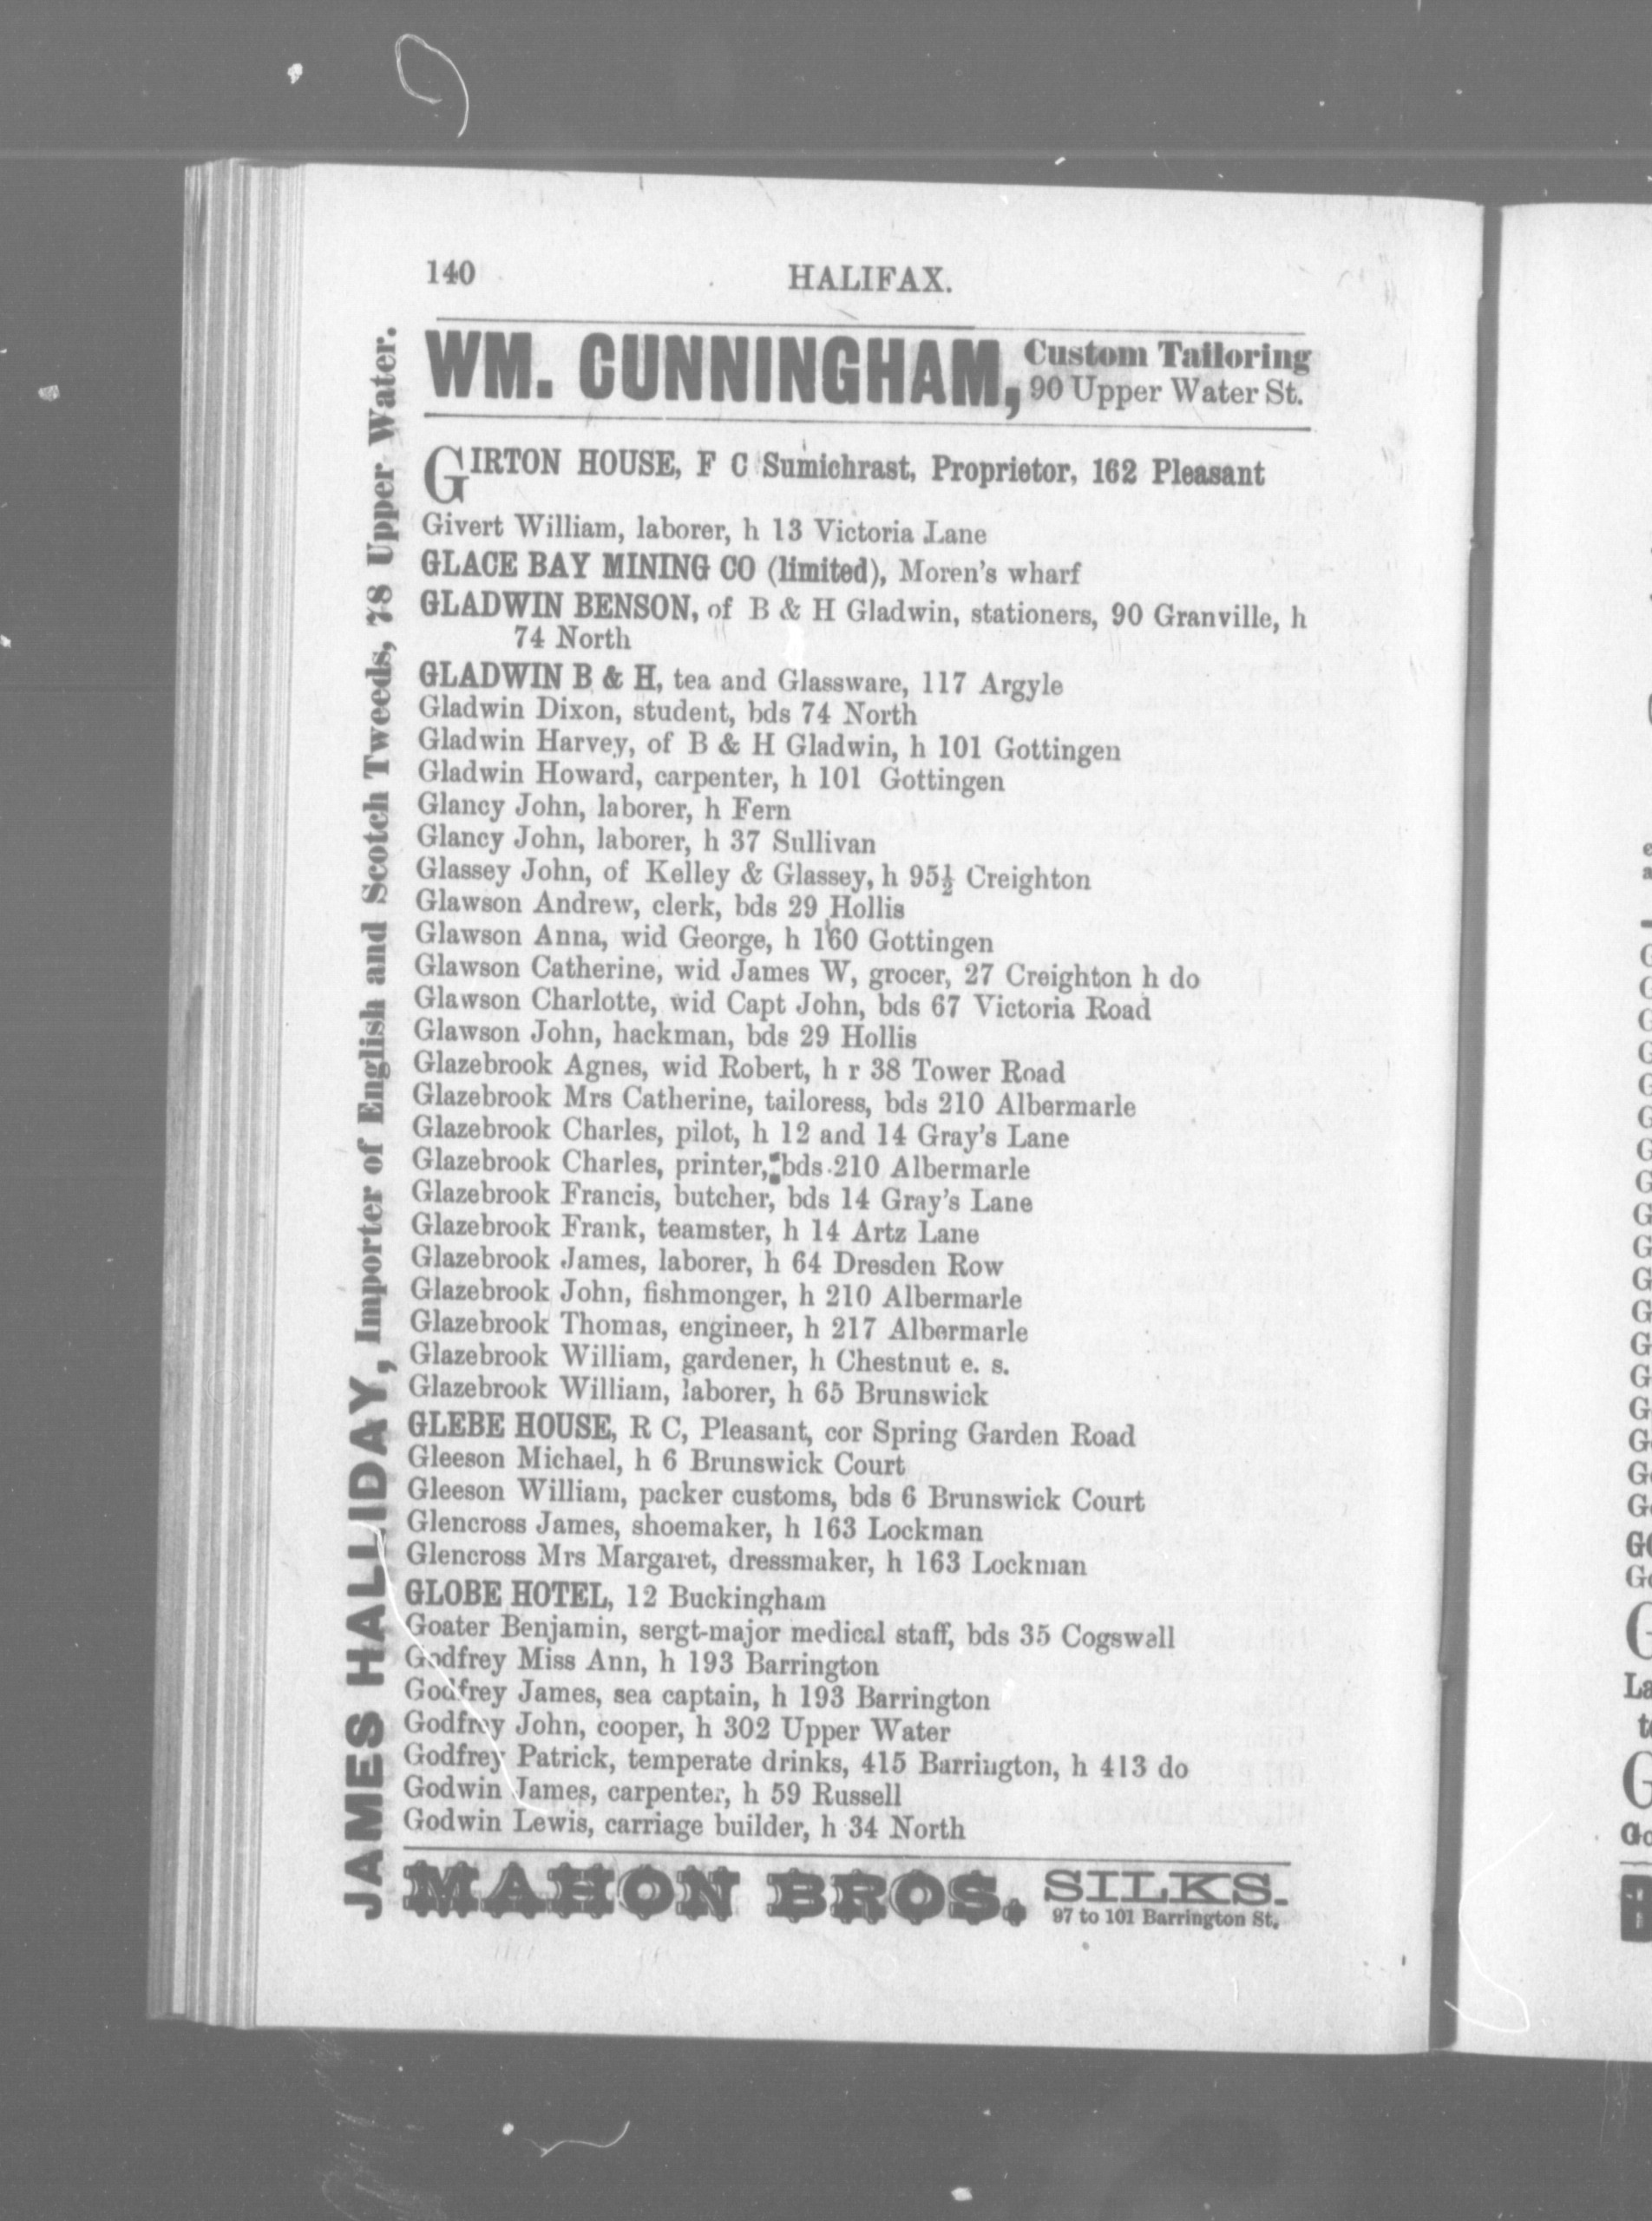 140
HALIFAX.
WM. CUNNINGHAM, Custom Tailoring
90 Upper Water St.
JAMES HALLIDAY, Importer of English and Scotch Tweeds, 78 Upper Water.
GIRTON HOUSE, F C Sumichrast, Proprietor, 162 Pleasant
Givert William, laborer, h 13 Victoria Lane
GLACE BAY MINING CO (limited), Moren's wharf
GLADWIN BENSON, of B & H Gladwin, stationers, 90 Granville, h
74 North
GLADWIN B & H, tea and Glassware, 117 Argyle
Gladwin Dixon, student, bds 74 North
Gladwin Harvey, of B & H Gladwin, h 101 Gottingen
Gladwin Howard, carpenter, h 101 Gottingen
Glancy John, laborer, h Fern
Glancy John, laborer, h 37 Sullivan
Glassey John, of Kelley & Glassey, h 95½ Creighton
Glawson Andrew, clerk, bds 29 Hollis
Glawson Anna, wid George, h 160 Gottingen
Glawson Catherine, wid James W, grocer, 27 Creighton h do
Glawson Charlotte, wid Capt John, bds 67 Victoria Road
Glawson John, hackman, bds 29 Hollis
Glazebrook Agnes, wid Robert, h r 38 Tower Road
Glazebrook Mrs Catherine, tailoress, bds 210 Albermarle
Glazebrook Charles, pilot, h 12 and 14 Gray's Lane
Glazebrook Charles, printer, bds 210 Albermarle
Glazebrook Francis, butcher, bds 14 Gray's Lane
Glazebrook Frank, teamster, h 14 Artz Lane
Glazebrook James, laborer, h 64 Dresden Row
Glazebrook John, fishmonger, h 210 Albermarle
Glazebrook Thomas, engineer, h 217 Albermarle
Glazebrook William, gardener, h Chestnut e. s.
Glazebrook William, laborer, h 65 Brunswick
GLEBE HOUSE, R C, Pleasant, cor Spring Garden Road
Gleeson Michael, h 6 Brunswick Court
Gleeson William, packer customs, bds 6 Brunswick Court
Glencross James, shoemaker, h 163 Lockman
Glencross Mrs Margaret, dressmaker, h 163 Lockman
GLOBE HOTEL, 12 Buckingham
Goater Benjamin, sergt-major medical staff, bds 35 Cogswell
Godfrey Miss Ann, h 193 Barrington
Godfrey James, sea captain, h 193 Barrington
Godfrey John, cooper, h 302 Upper Water
Godfrey Patrick, temperate drinks, 415 Barrington, h 413 do
Godwin James, carpenter, h 59 Russell
Godwin Lewis, carriage builder, h 34 North
MAHON BROS. SILKS.
97 to 101 Barrington St.